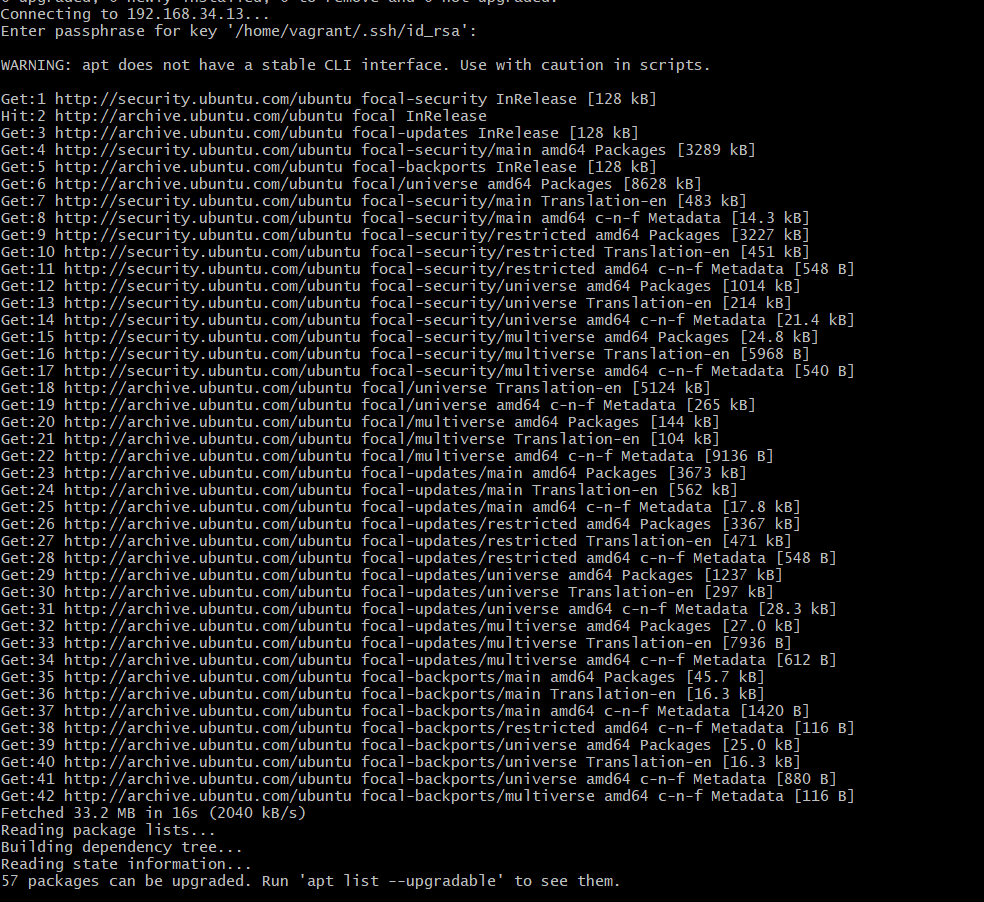 0 upgraded, 0 newly installed, 0 to remove and 0 not upgraded.
Connecting to 192.168.34.13...
Enter passphrase for key '/home/vagrant/.ssh/id_rsa':
WARNING: apt does not have a stable CLI interface. Use with caution in scripts.
Get:1 http://security.ubuntu.com/ubuntu focal-security InRelease [128 kB]
Hit:2 http://archive.ubuntu.com/ubuntu focal InRelease
Get:3 http://archive.ubuntu.com/ubuntu focal-updates InRelease [128 kB]
Get:4 http://security.ubuntu.com/ubuntu focal-security/main amd64 Packages [3289 kB]
Get:5 http://archive.ubuntu.com/ubuntu focal-backports InRelease [128 kB]
Get:6 http://archive.ubuntu.com/ubuntu focal/universe amd64 Packages [8628 kB]
Get:7 http://security.ubuntu.com/ubuntu focal-security/main Translation-en [483 kB]
Get:8 http://security.ubuntu.com/ubuntu focal-security/main amd64 c-n-f Metadata [14.3 kB]
Get:9 http://security.ubuntu.com/ubuntu focal-security/restricted amd64 Packages [3227 kB]
Get:10 http://security.ubuntu.com/ubuntu focal-security/restricted Translation-en [451 kB]
Get:11 http://security.ubuntu.com/ubuntu focal-security/restricted amd64 c-n-f Metadata [548 B]
Get:12 http://security.ubuntu.com/ubuntu focal-security/universe amd64 Packages [1014 kB]
Get:13 http://security.ubuntu.com/ubuntu focal-security/universe Translation-en [214 kB]
Get:14 http://security.ubuntu.com/ubuntu focal-security/universe amd64 c-n-f Metadata [21.4 kB]
Get:15 http://security.ubuntu.com/ubuntu focal-security/multiverse amd64 Packages [24.8 kB]
Get:16 http://security.ubuntu.com/ubuntu focal-security/multiverse Translation-en [5968 B]
Get:17 http://security.ubuntu.com/ubuntu focal-security/multiverse amd64 c-n-f Metadata [540 B]
Get:18 http://archive.ubuntu.com/ubuntu focal/universe Translation-en [5124 kB]
Get:19 http://archive.ubuntu.com/ubuntu focal/universe amd64 c-n-f Metadata [265 kB]
Get:20 http://archive.ubuntu.com/ubuntu focal/multiverse amd64 Packages [144 kB]
Get:21 http://archive.ubuntu.com/ubuntu focal/multiverse Translation-en [104 kB]
Get:22 http://archive.ubuntu.com/ubuntu focal/multiverse amd64 c-n-f Metadata [9136 B]
Get:23 http://archive.ubuntu.com/ubuntu focal-updates/main amd64 Packages [3673 kB]
Get:24 http://archive.ubuntu.com/ubuntu focal-updates/main Translation-en [562 kB]
Get:25 http://archive.ubuntu.com/ubuntu focal-updates/main amd64 c-n-f Metadata [17.8 kB]
Get:26 http://archive.ubuntu.com/ubuntu focal-updates/restricted amd64 Packages [3367 kB]
Get:27 http://archive.ubuntu.com/ubuntu focal-updates/restricted Translation-en [471 kB]
Get:28 http://archive.ubuntu.com/ubuntu focal-updates/restricted amd64 c-n-f Metadata [548 B]
Get:29 http://archive.ubuntu.com/ubuntu focal-updates/universe amd64 Packages [1237 kB]
Get:30 http://archive.ubuntu.com/ubuntu focal-updates/universe Translation-en [297 kB]
Get:31 http://archive.ubuntu.com/ubuntu focal-updates/universe amd64 c-n-f Metadata [28.3 kB]
Get:32 http://archive.ubuntu.com/ubuntu focal-updates/multiverse amd64 Packages [27.0 kB]
Get:33 http://archive.ubuntu.com/ubuntu focal-updates/multiverse Translation-en [7936 B]
Get:34 http://archive.ubuntu.com/ubuntu focal-updates/multiverse amd64 c-n-f Metadata [612 B]
Get:35 http://archive.ubuntu.com/ubuntu focal-backports/main amd64 Packages [45.7 kB]
Get:36 http://archive.ubuntu.com/ubuntu focal-backports/main Translation-en [16.3 kB]
Get:37 http://archive.ubuntu.com/ubuntu focal-backports/main amd64 c-n-f Metadata [1420 B]
Get:38 http://archive.ubuntu.com/ubuntu focal-backports/restricted amd64 c-n-f Metadata [116 B]
Get:39 http://archive.ubuntu.com/ubuntu focal-backports/universe amd64 Packages [25.0 kB]
Get:40 http://archive.ubuntu.com/ubuntu focal-backports/universe Translation-en [16.3 kB]
Get:41 http://archive.ubuntu.com/ubuntu focal-backports/universe amd64 c-n-f Metadata [880 B]
Get:42 http://archive.ubuntu.com/ubuntu focal-backports/multiverse amd64 c-n-f Metadata [116 B]
Fetched 33.2 MB in 16s (2040 kB/s)
Reading package lists...
Building dependency tree...
Reading state information...
57 packages can be upgraded. Run 'apt list --upgradable' to see them.